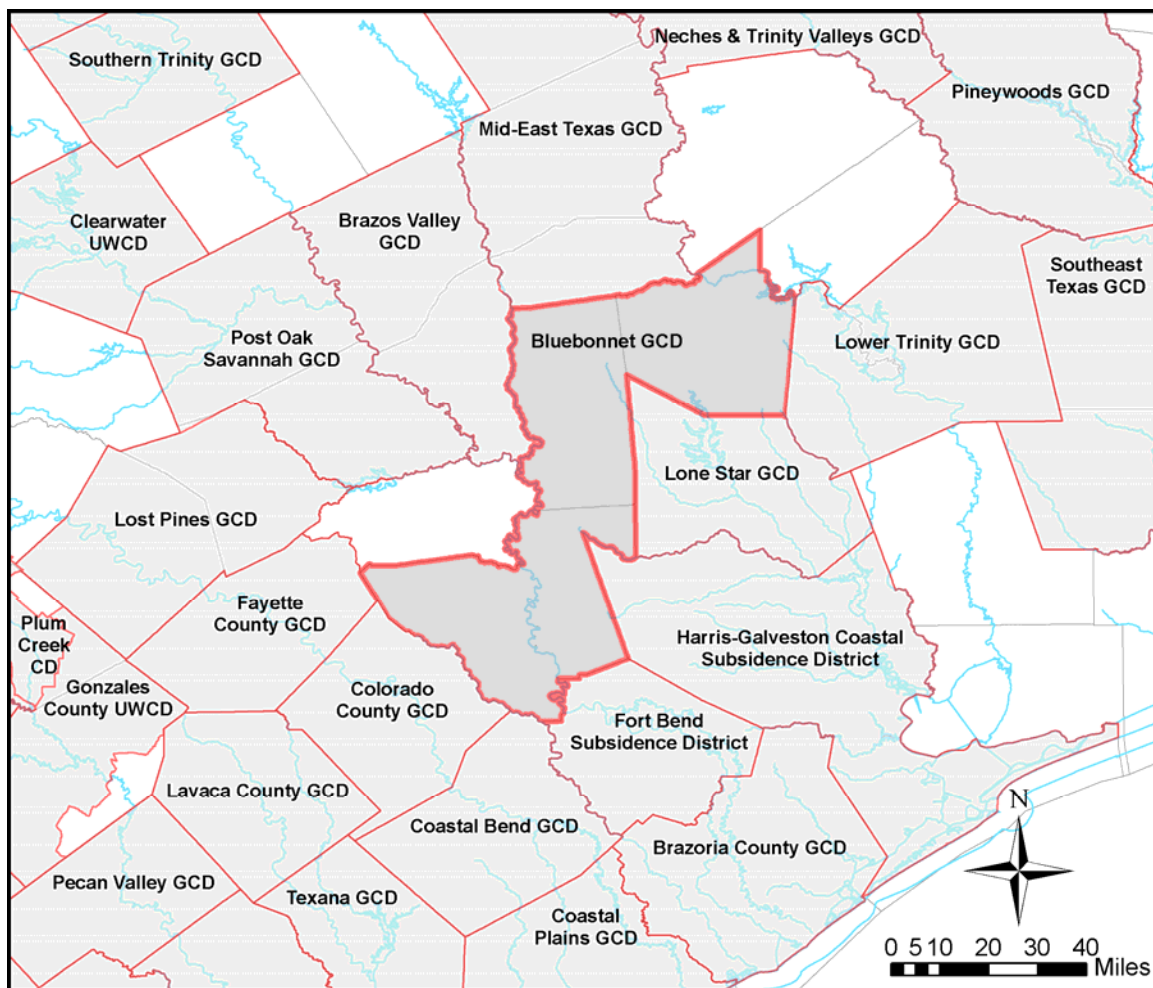 Neches & Trinity Valleys GCD
Southern Trinity GCD
Pineywoods GCD
Mid-East Texas GCD
Clearwater
UWCD
Brazos Valley
GCD
Southeast
Texas GCD
Post Oak
Savannah GCD
Bluebonnet GCD
Lower Trinity GCD
Lone Star GCD
Lost Pines GCD
Fayette
County GCD
Plum
Creek
CD
Harris-Galveston Coastal
Subsidence District
Gonzales
County UWCD
Colorado
County GCD
Fort Bend
Subsidence District
Lavaca County GCD
Coastal Bend GCD
Brazoria County GCD
Pecan Valley GCD
Texana GCD
Coastal
Plains GCD
N
0 5 10 20 30 40
Miles